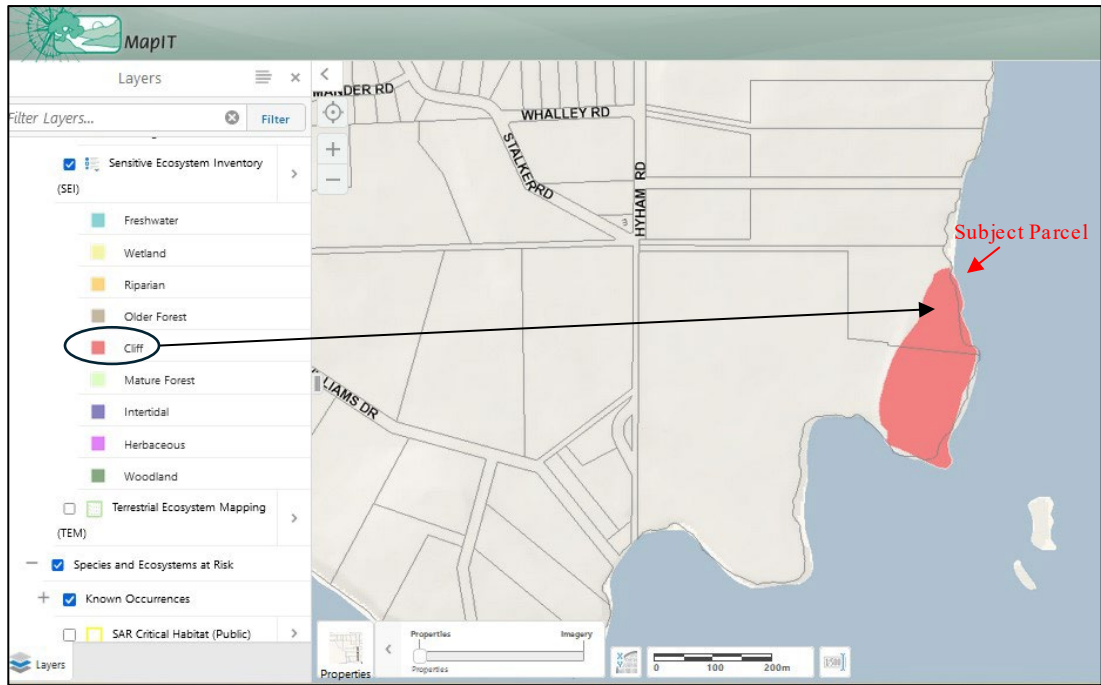 MapIT
Layers
Filter Layers...
Filter
Sensitive Ecosystem Inventory
(SEI)
Freshwater
Wetland
Riparian
Older Forest
Cliff
Mature Forest
Intertidal
Herbaceous
Woodland
Terrestrial Ecosystem Mapping
(TEM)
Species and Ecosystems at Risk
Known Occurrences
SAR Critical Habitat (Public)
Layers
MANDER RD
WHALLEY RD
STALKER RD
HYHAM RD
Subject Parcel
LIAMS DR
Properties
Properties
Imagery
Properties
0 100 200m